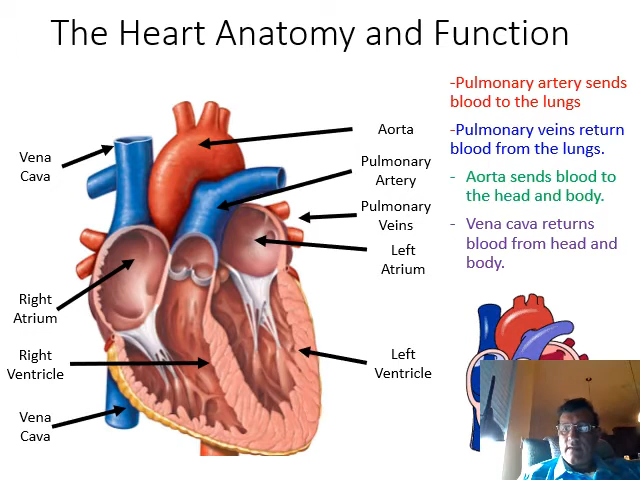 The Heart Anatomy and Function
-Pulmonary artery sends
blood to the lungs
-Pulmonary veins return
blood from the lungs.
- Aorta sends blood to
the head and body.
- Vena cava returns
blood from head and
body.
Vena
Cava
Right
Atrium
Right
Ventricle
Vena
Cava
Aorta
Pulmonary
Artery
Pulmonary
Veins
Left
Atrium
Left
Ventricle